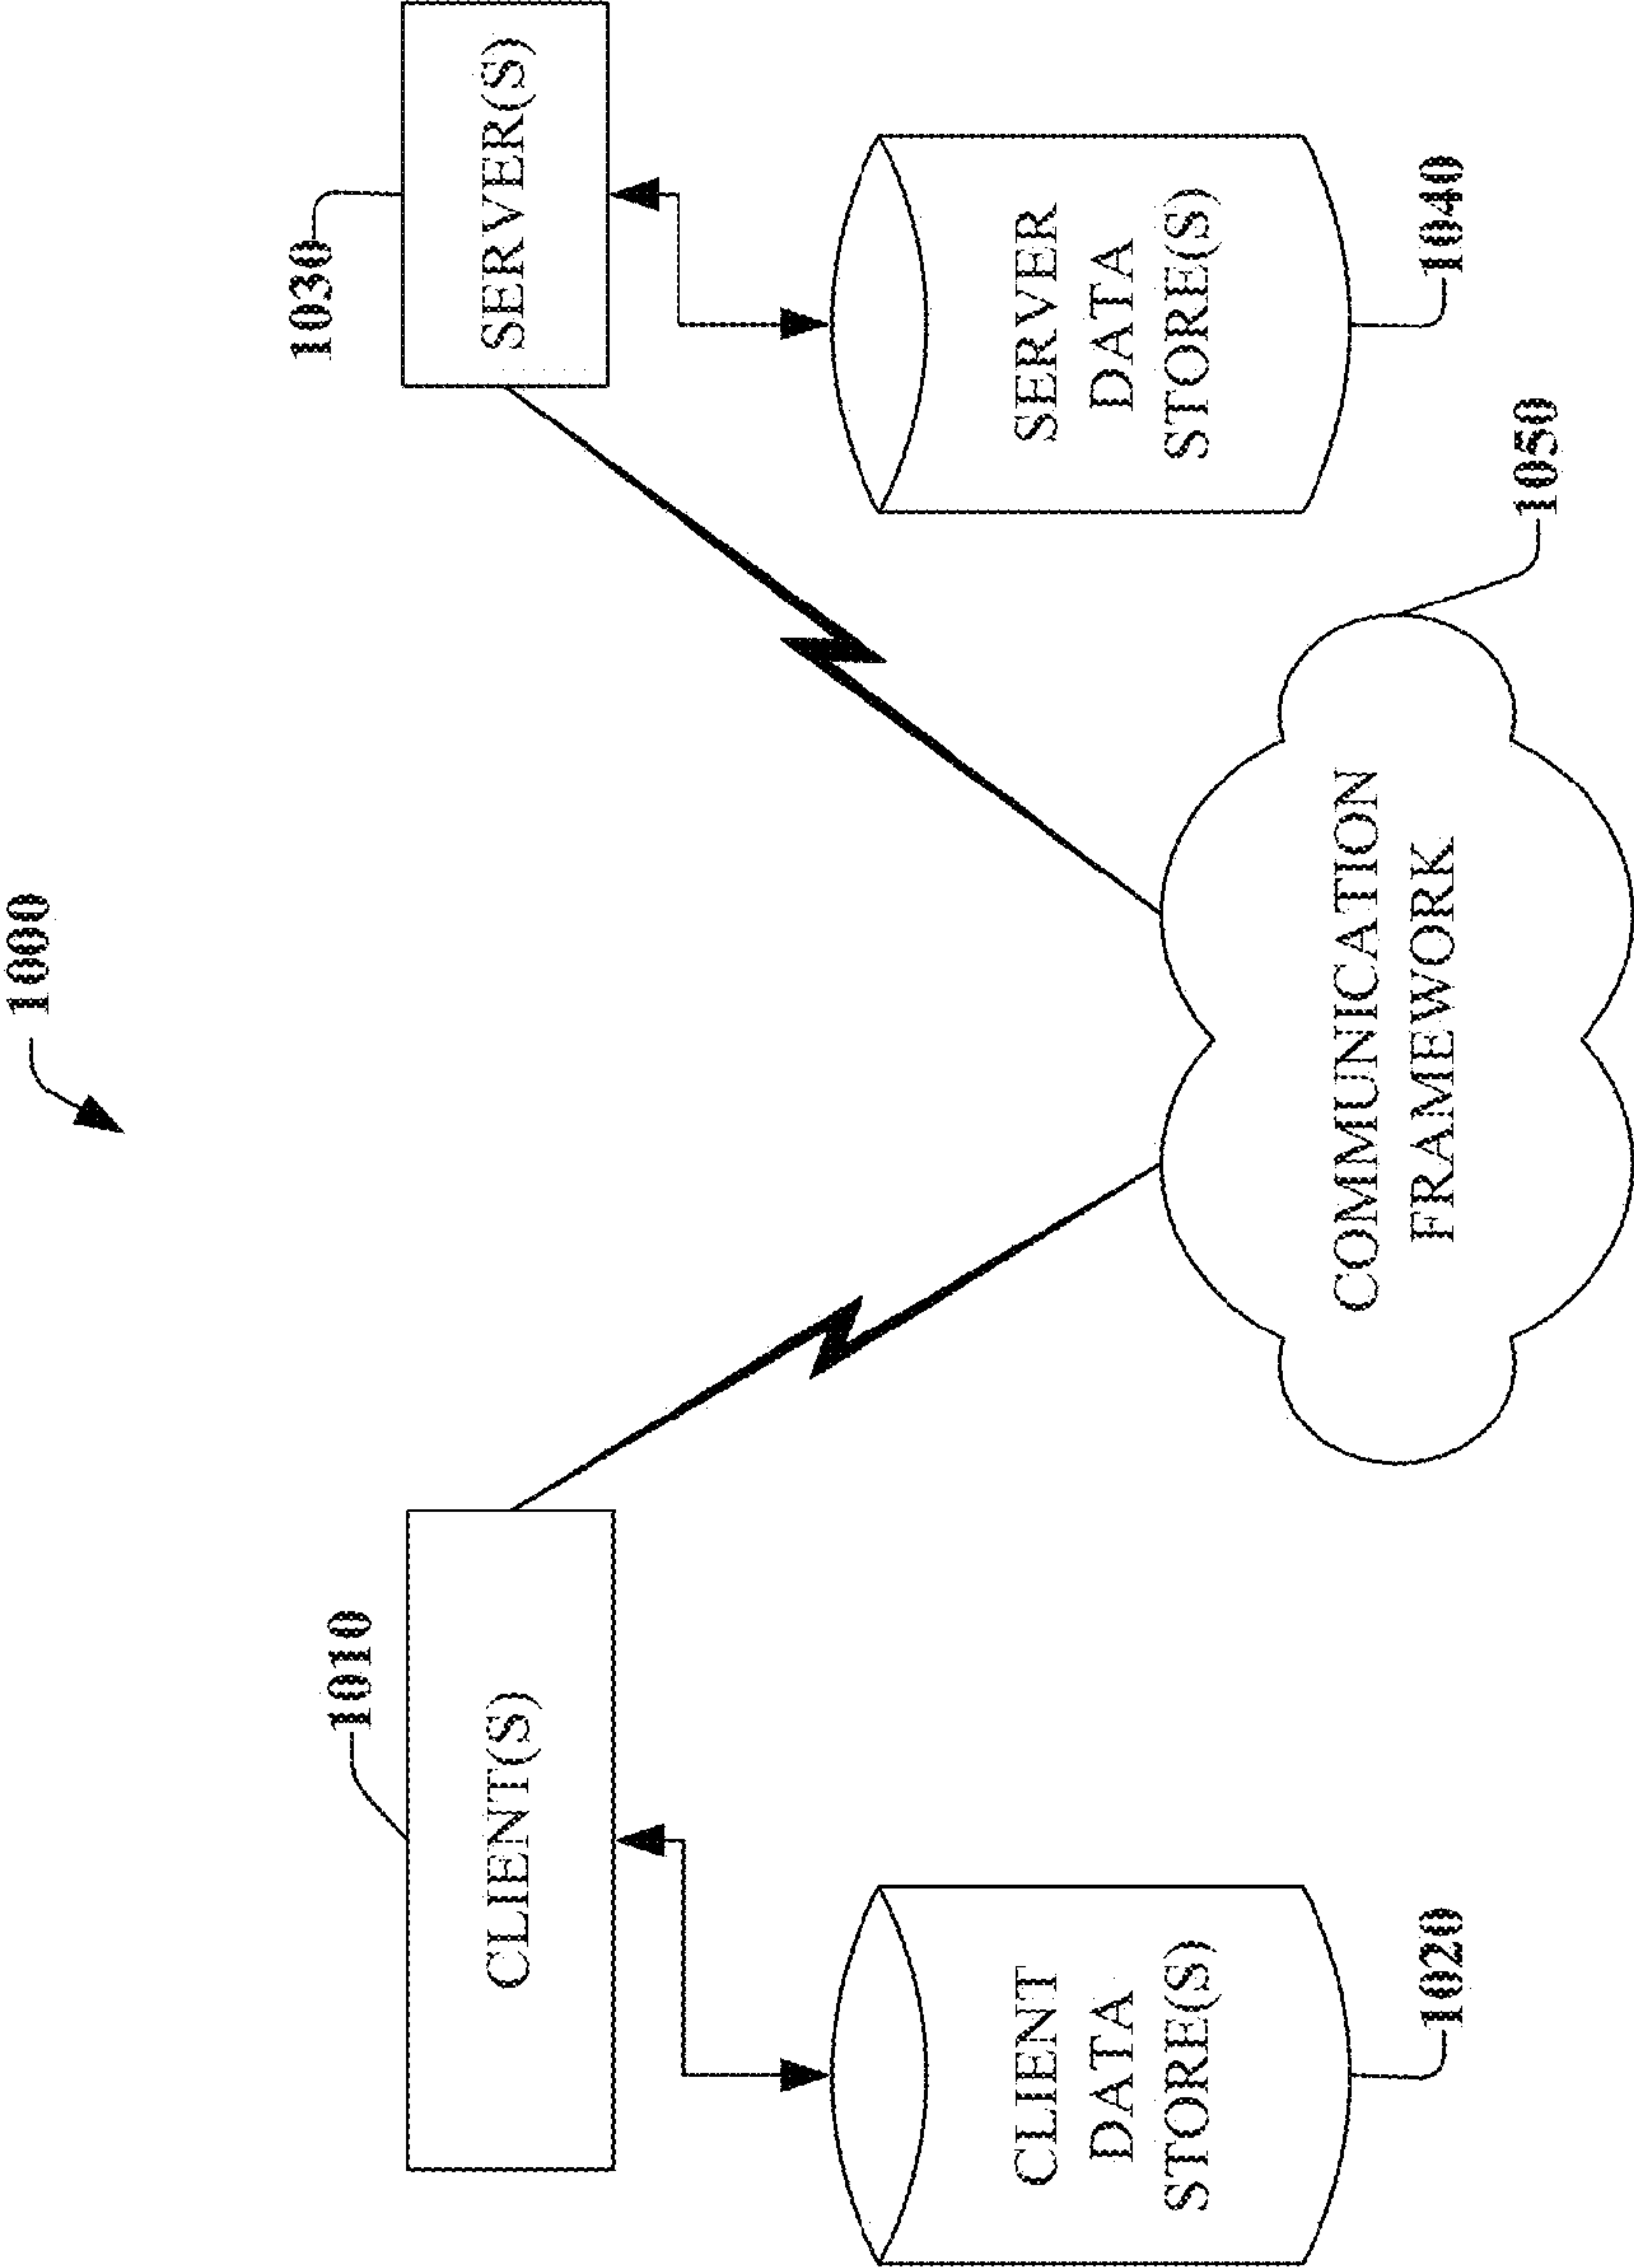 1000
1010
1030
CLIENT(S)
SERVER(S)
CLIENT
DATA
STORE(S)
SERVER
DATA
STORE(S)
COMMUNICATION
FRAMEWORK
1020
1040
1050